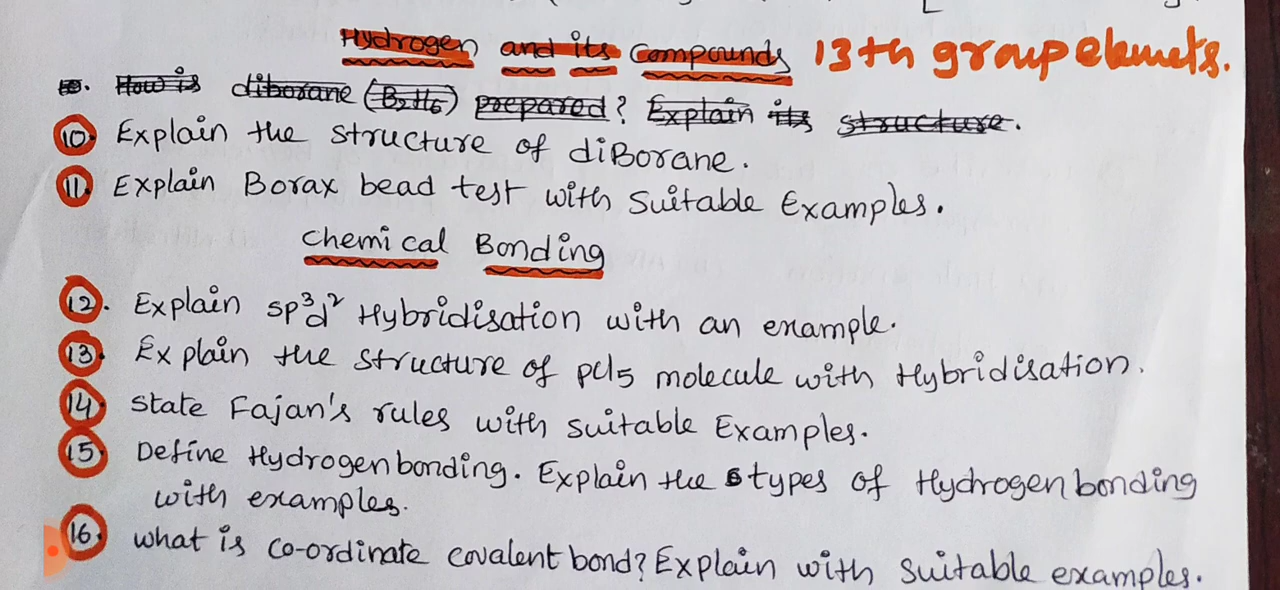 Hydrogen and its compounds 13th group elemets.
10. How is diborane (B2H6) prepared? Explain its structure.
10. Explain the structure of diBorane.
11. Explain Borax bead test with Suitable Examples.
chemical Bonding
12. Explain sp³d² Hybridisation with an example.
13. Explain the structure of pcl5 molecule with Hybridisation.
14. State Fajan's rules with suitable Examples.
15. Define Hydrogen bonding. Explain the types of Hydrogen bonding
with examples.
16. what is co-ordinate covalent bond? Explain with suitable examples.